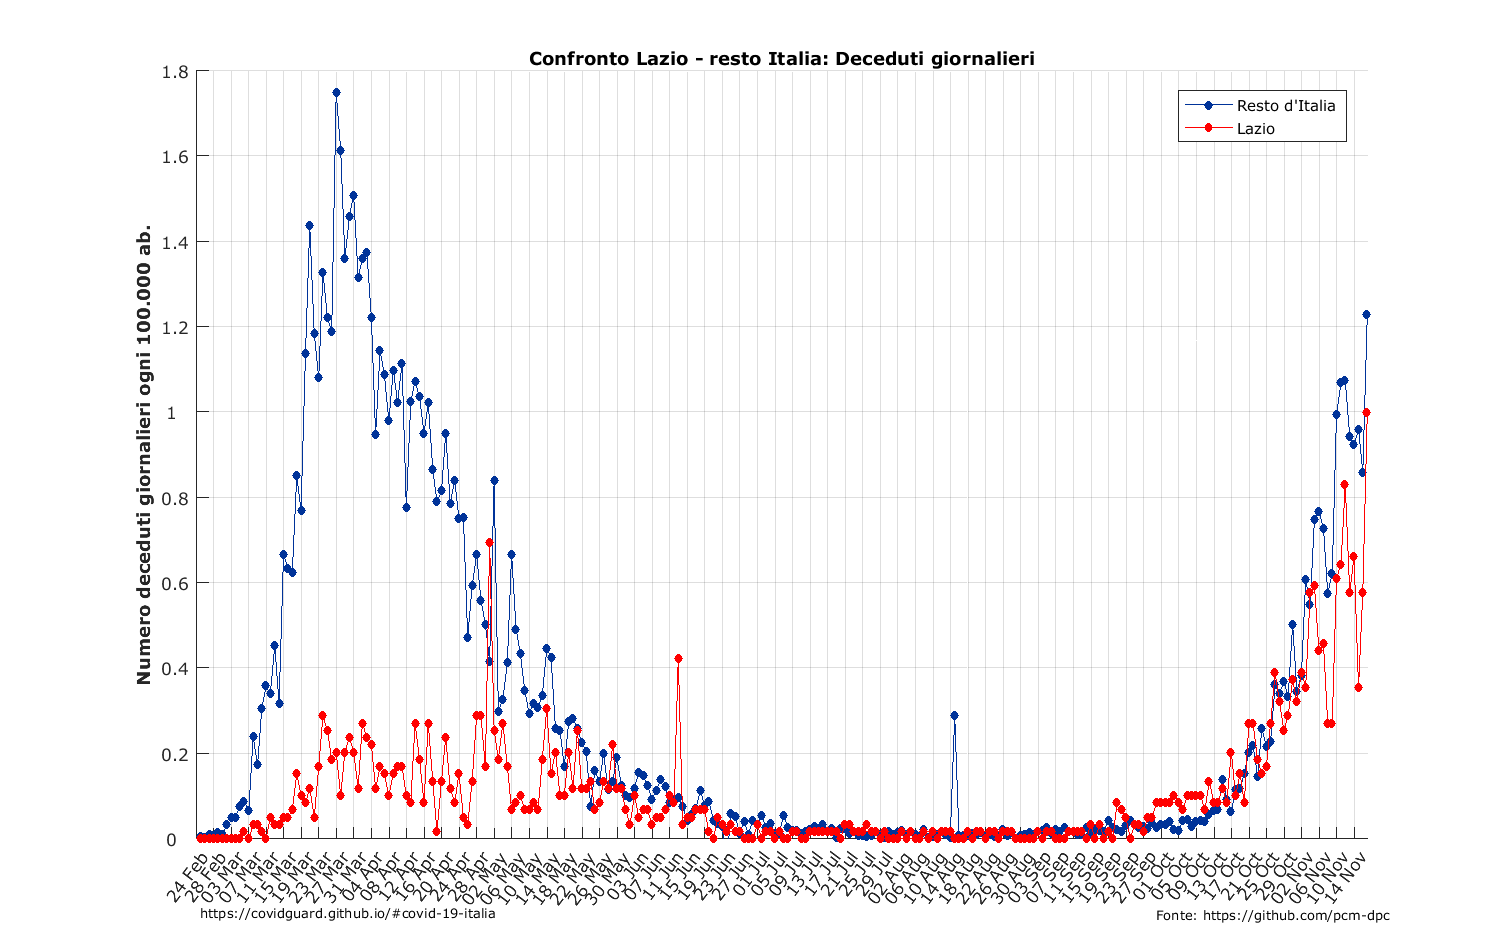 Confronto Lazio - resto Italia: Deceduti giornalieri
Resto d'Italia
Lazio
Numero deceduti giornalieri ogni 100.000 ab.
1.8
1.6
1.4
1.2
1
0.8
0.6
0.4
0.2
0
24 Feb
28 Feb
03 Mar
07 Mar
11 Mar
15 Mar
19 Mar
23 Mar
27 Mar
31 Mar
04 Apr
08 Apr
12 Apr
16 Apr
20 Apr
24 Apr
28 Apr
02 May
06 May
10 May
14 May
18 May
22 May
26 May
30 May
03 Jun
07 Jun
11 Jun
15 Jun
19 Jun
23 Jun
27 Jun
01 Jul
05 Jul
09 Jul
13 Jul
17 Jul
21 Jul
25 Jul
29 Jul
02 Aug
06 Aug
10 Aug
14 Aug
18 Aug
22 Aug
26 Aug
30 Aug
03 Sep
07 Sep
11 Sep
15 Sep
19 Sep
23 Sep
27 Sep
01 Oct
05 Oct
09 Oct
13 Oct
17 Oct
21 Oct
25 Oct
29 Oct
02 Nov
06 Nov
10 Nov
14 Nov
https://covidguard.github.io/#covid-19-italia
Fonte: https://github.com/pcm-dpc